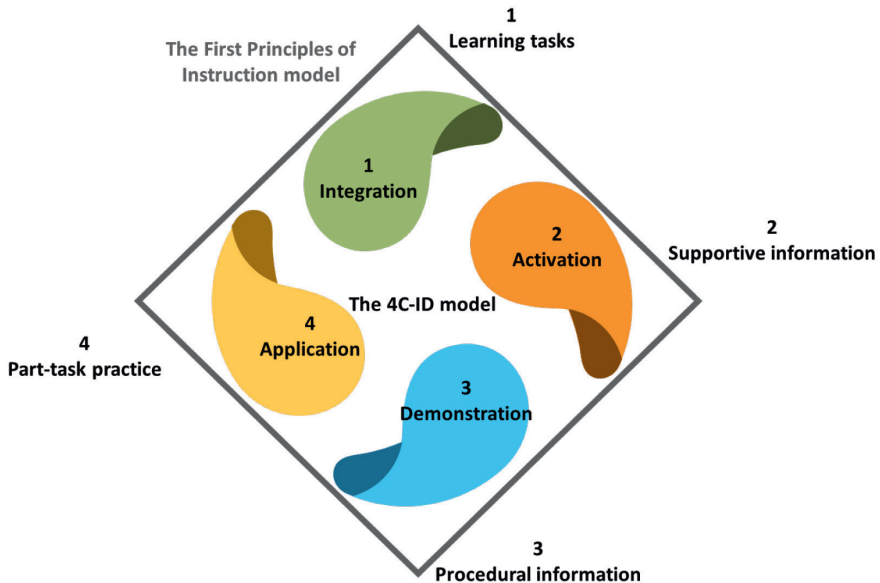 1
Learning tasks
The First Principles of
Instruction model
1
Integration
2
Activation
2
Supportive information
The 4C-ID model
4
Application
4
Part-task practice
3
Demonstration
3
Procedural information